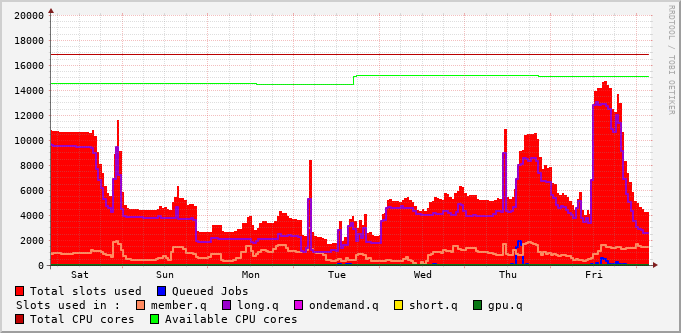 20000
18000
16000
14000
12000
10000
8000
6000
4000
2000
0
Sat Sun Mon Tue Wed Thu Fri
RRDTOOL / TOBI OETIKER
Total slots used Queued Jobs
Slots used in : member.q long.q ondemand.q short.q gpu.q
Total CPU cores Available CPU cores